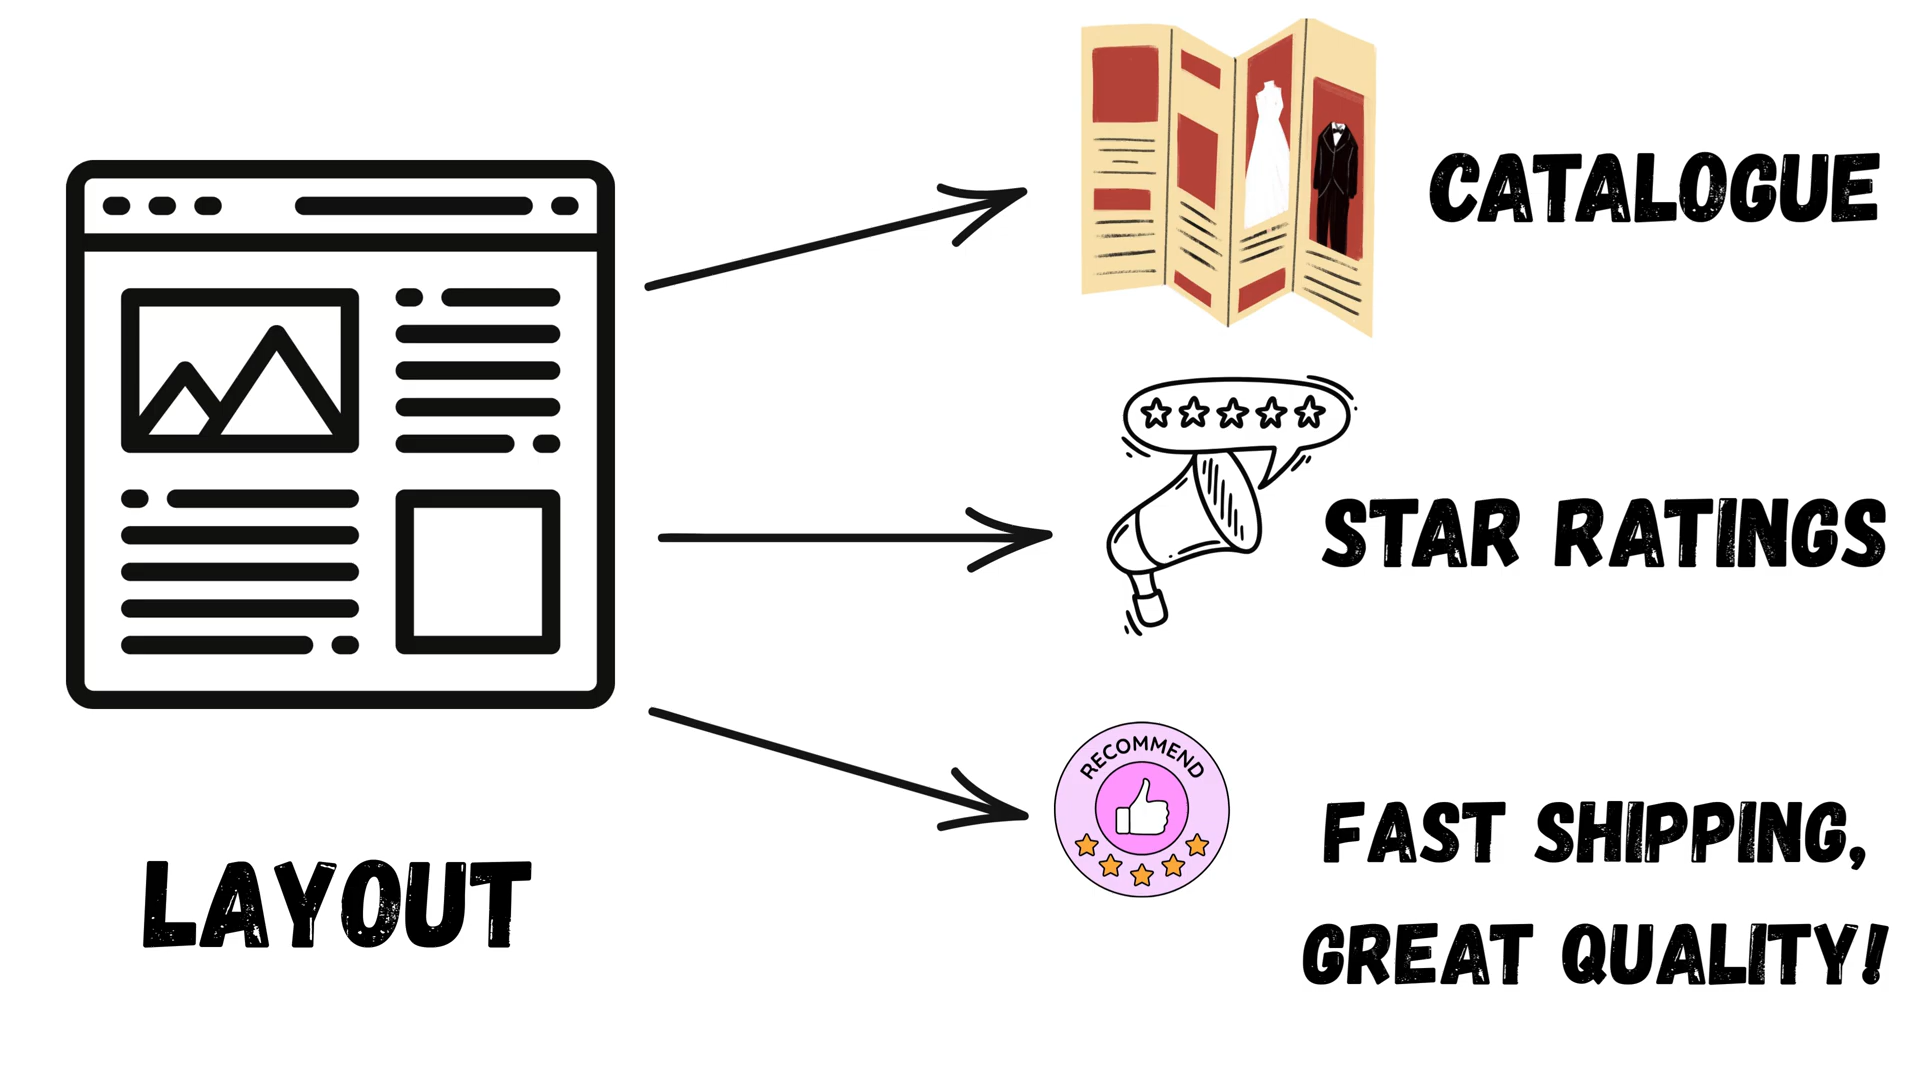 CATALOGUE
STAR RATINGS
RECOMMEND
FAST SHIPPING,
GREAT QUALITY!
LAYOUT